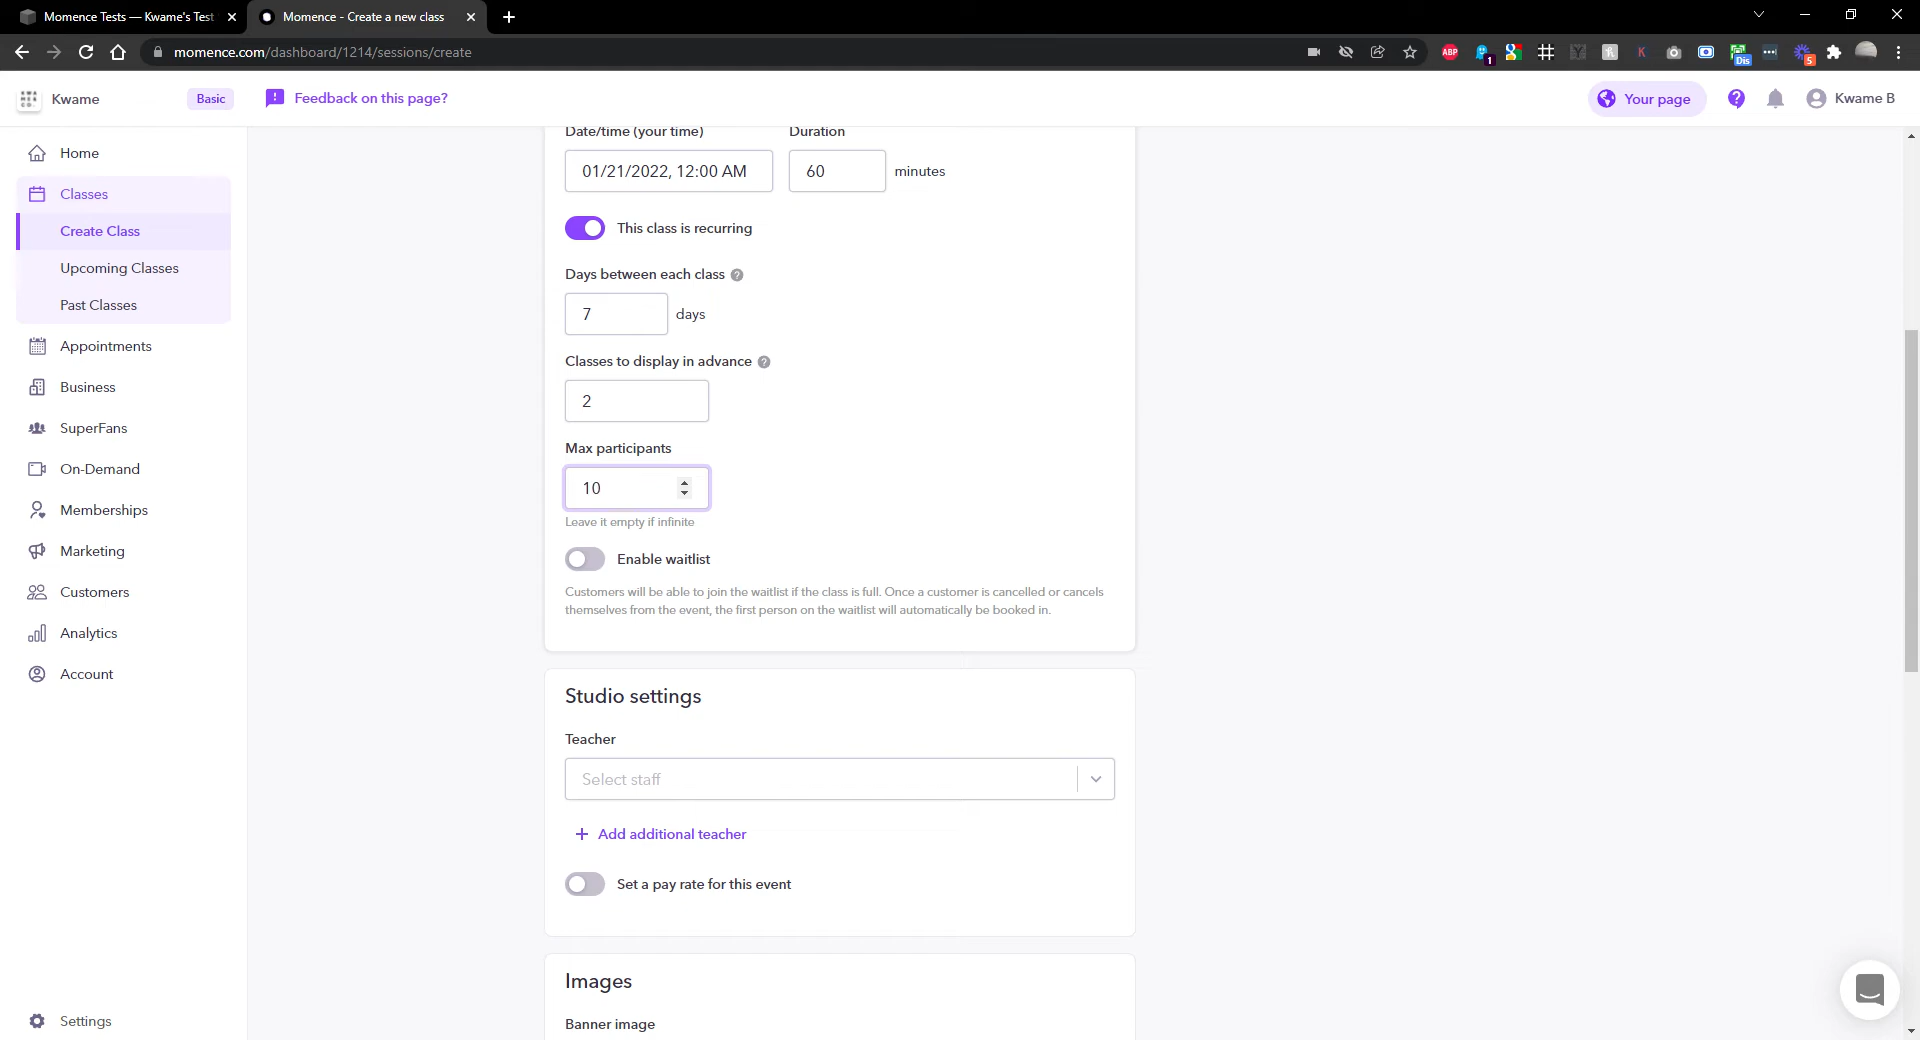 Momence Tests — Kwame's Test
Momence - Create a new class
momence.com/dashboard/1214/sessions/create
ABP
1
K
Dis
5
Kwame
Basic
Feedback on this page?
Your page
Kwame B
Home
Classes
Create Class
Upcoming Classes
Past Classes
Appointments
Business
SuperFans
On-Demand
Memberships
Marketing
Customers
Analytics
Account
Settings
Date/time (your time)
Duration
01/21/2022, 12:00 AM
60
minutes
This class is recurring
Days between each class
7
days
Classes to display in advance
2
Max participants
10
Leave it empty if infinite
Enable waitlist
Customers will be able to join the waitlist if the class is full. Once a customer is cancelled or cancels
themselves from the event, the first person on the waitlist will automatically be booked in.
Studio settings
Teacher
Select staff
Add additional teacher
Set a pay rate for this event
Images
Banner image